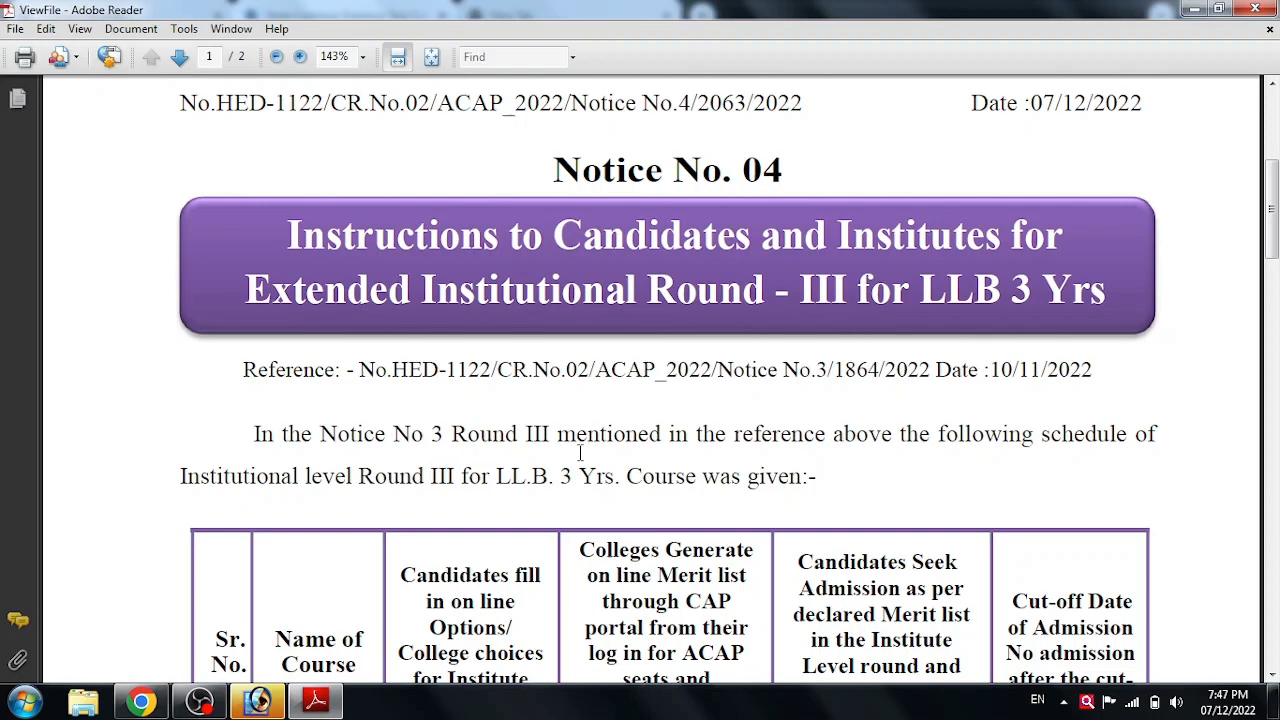 ViewFile - Adobe Reader
File Edit View Document Tools Window Help
1 / 2 143% Find
No.HED-1122/CR.No.02/ACAP_2022/Notice No.4/2063/2022 Date :07/12/2022
Notice No. 04
Instructions to Candidates and Institutes for
Extended Institutional Round - III for LLB 3 Yrs
Reference: - No.HED-1122/CR.No.02/ACAP_2022/Notice No.3/1864/2022 Date :10/11/2022
In the Notice No 3 Round III mentioned in the reference above the following schedule of
Institutional level Round III for LL.B. 3 Yrs. Course was given:-
Sr.
No.
Name of
Course
Candidates fill
in on line
Options/
College choices
for Institute
Colleges Generate
on line Merit list
through CAP
portal from their
log in for ACAP
seats and
Candidates Seek
Admission as per
declared Merit list
in the Institute
Level round and
Cut-off Date
of Admission
No admission
after the cut-
EN
7:47 PM
07/12/2022